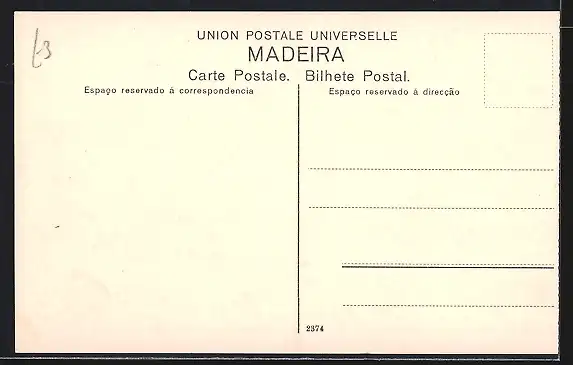 UNION POSTALE UNIVERSELLE
MADEIRA
Carte Postale. Bilhete Postal.
Espaço reservado á correspondencia
Espaço reservado á direcção
2374